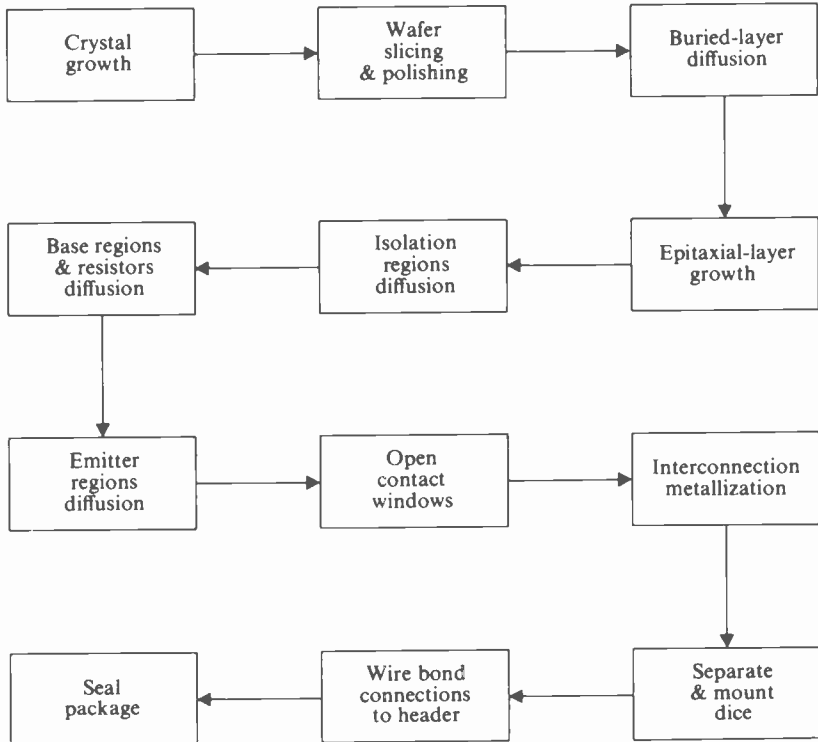 Crystal
growth
Wafer
slicing
& polishing
Buried-layer
diffusion
Epitaxial-layer
growth
Isolation
regions
diffusion
Base regions
& resistors
diffusion
Emitter
regions
diffusion
Open
contact
windows
Interconnection
metallization
Separate
& mount
dice
Wire bond
connections
to header
Seal
package